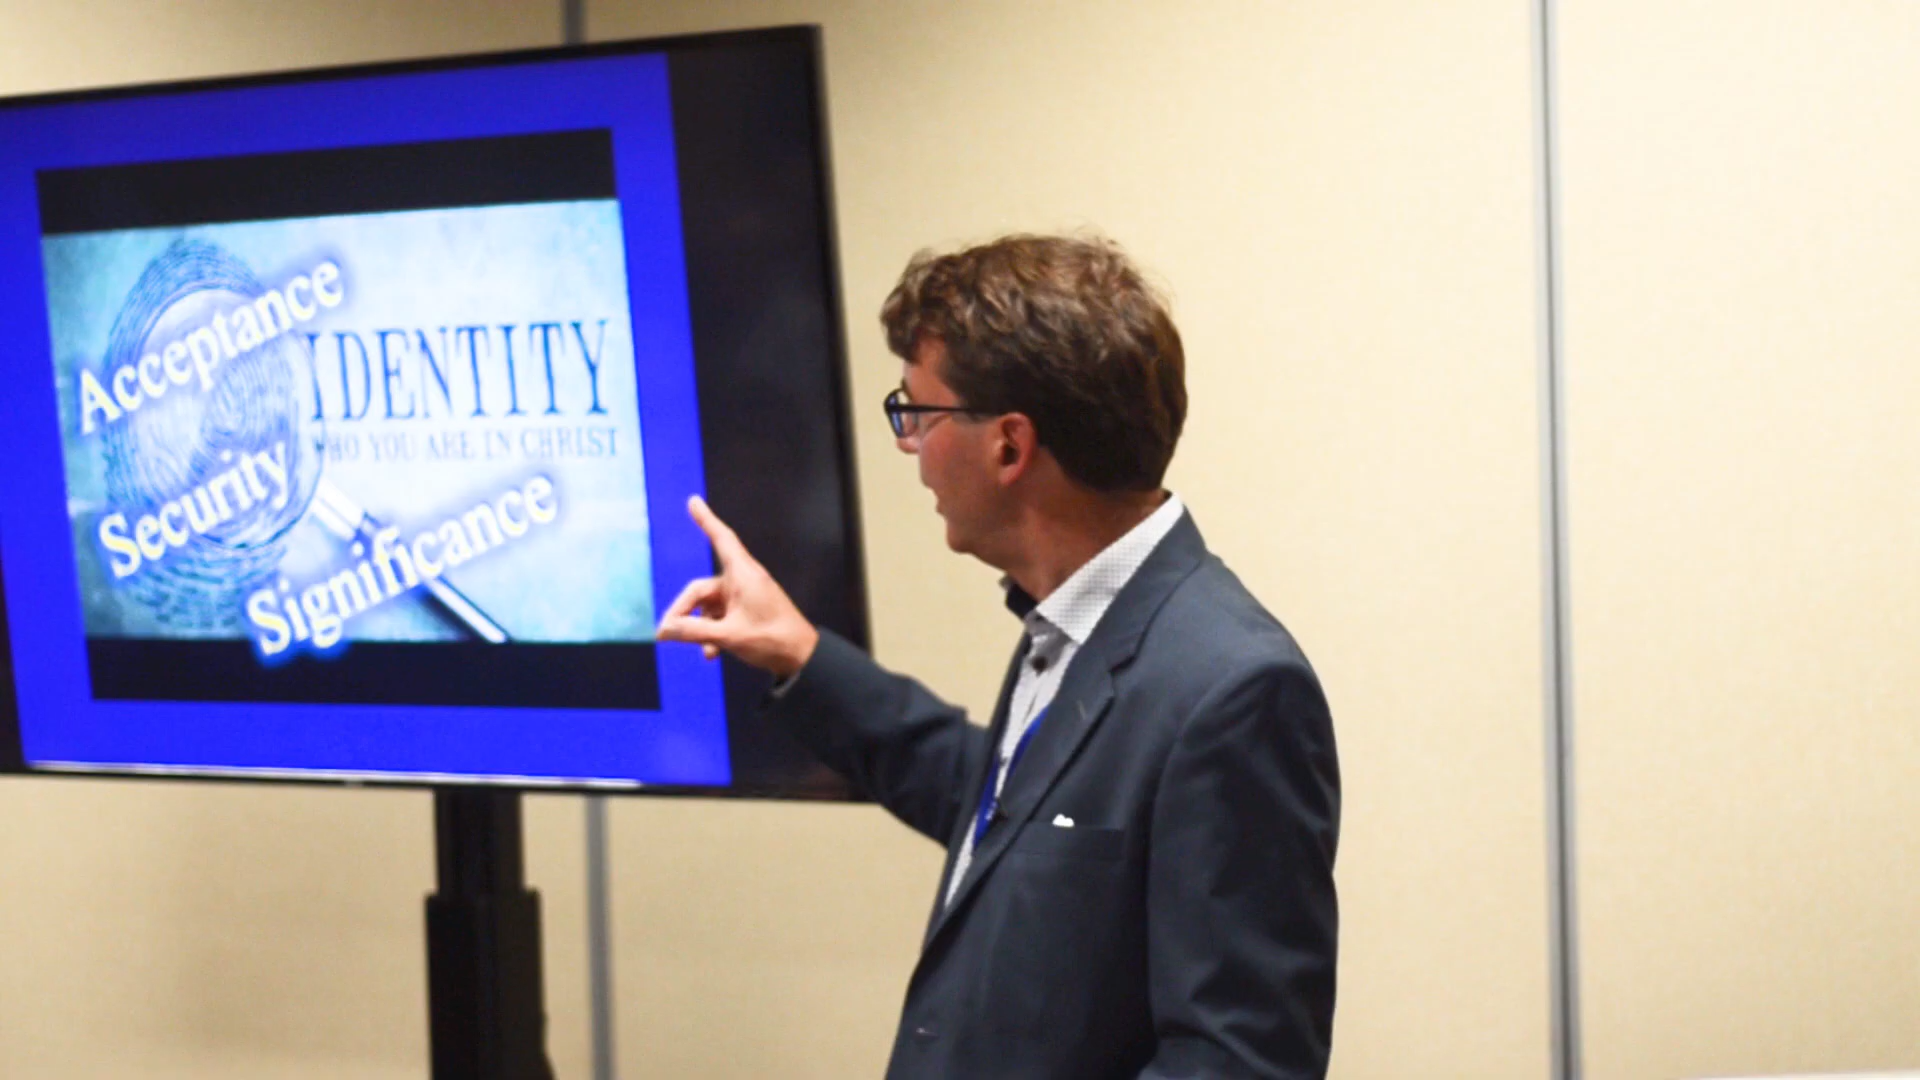 Acceptance
IDENTITY
WHO YOU ARE IN CHRIST
Security
Significance